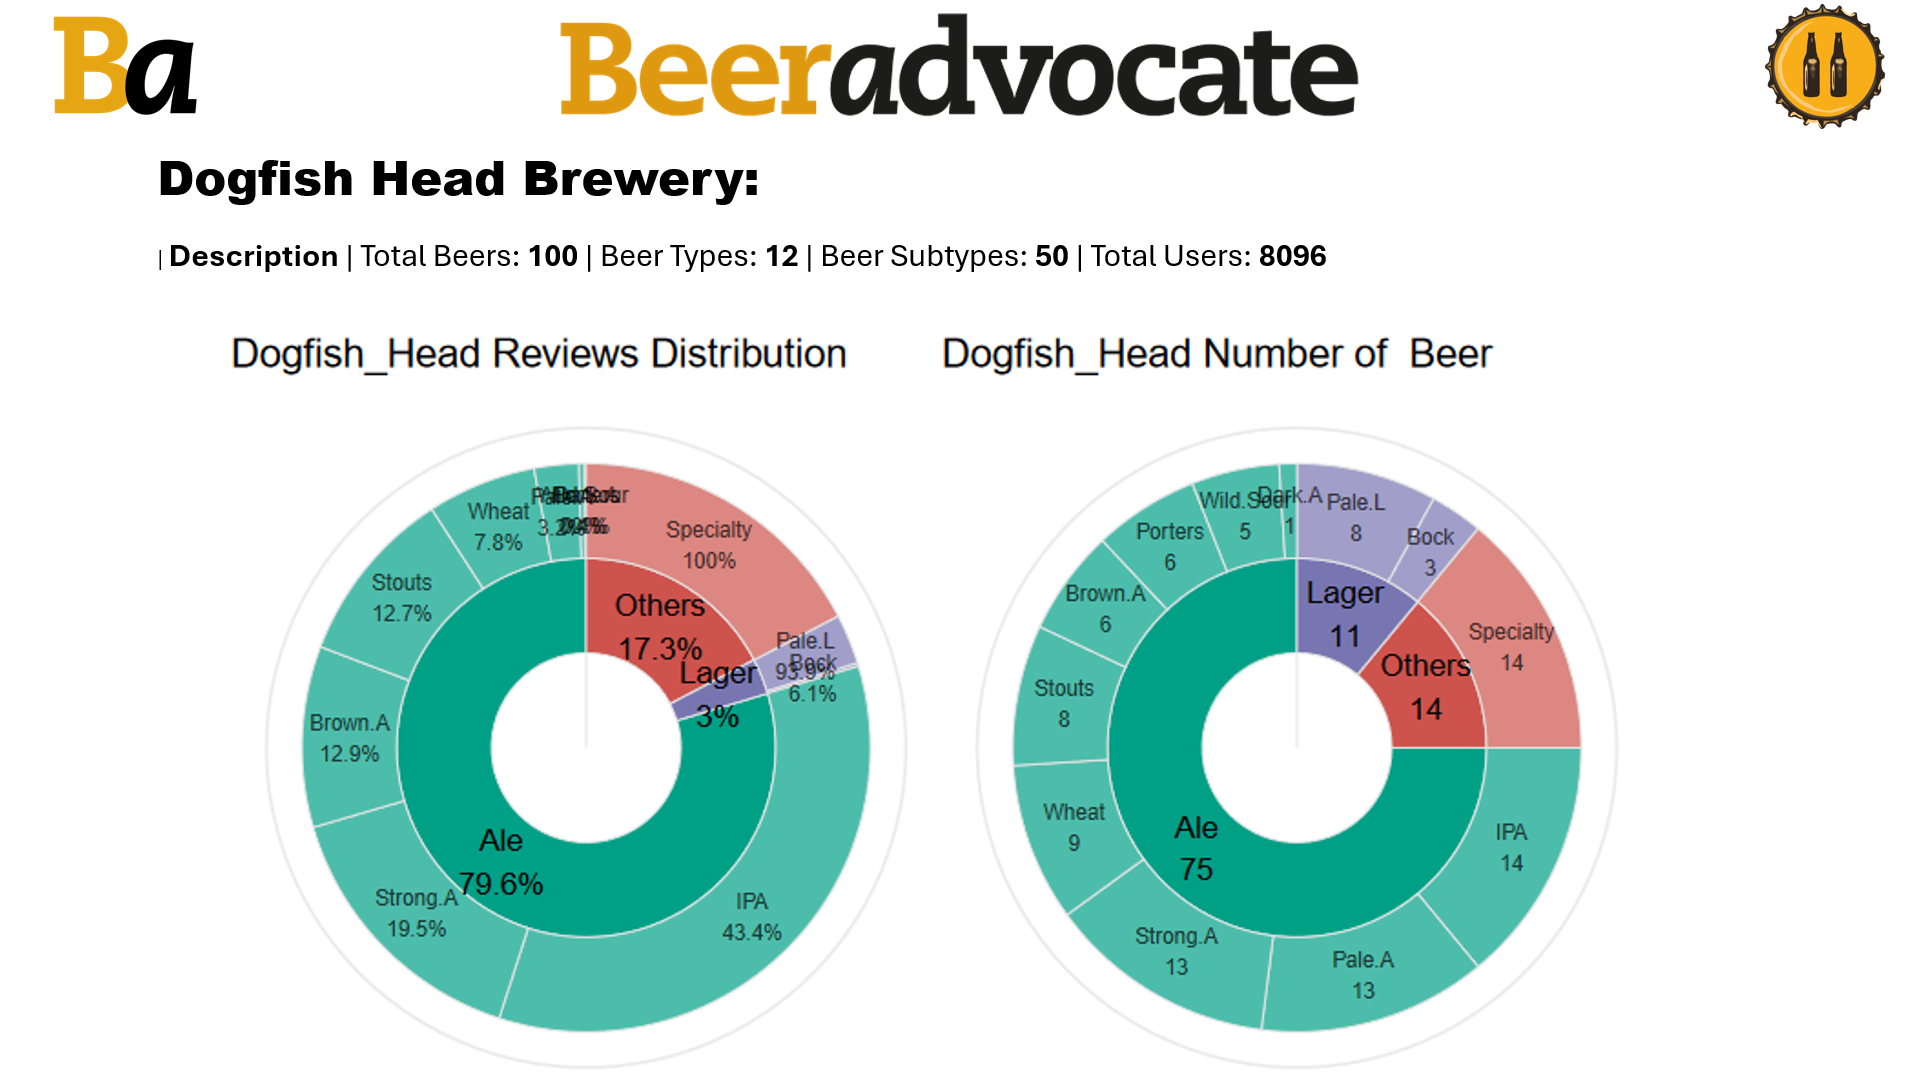 Ba
Beeradvocate
Dogfish Head Brewery:
| Description | Total Beers: 100 | Beer Types: 12 | Beer Subtypes: 50 | Total Users: 8096
Dogfish_Head Reviews Distribution
Specialty
100%
Others
17.3%
Pale.L
93.9%
Bock
6.1%
Lager
3%
IPA
43.4%
Ale
79.6%
Strong.A
19.5%
Brown.A
12.9%
Stouts
12.7%
Wheat
7.8%
Dogfish_Head Number of  Beer
Pale.L
8
Bock
3
Lager
11
Specialty
14
Others
14
IPA
14
Pale.A
13
Strong.A
13
Ale
75
Wheat
9
Stouts
8
Brown.A
6
Porters
6
Wild.Sour
5
Dark.A
1